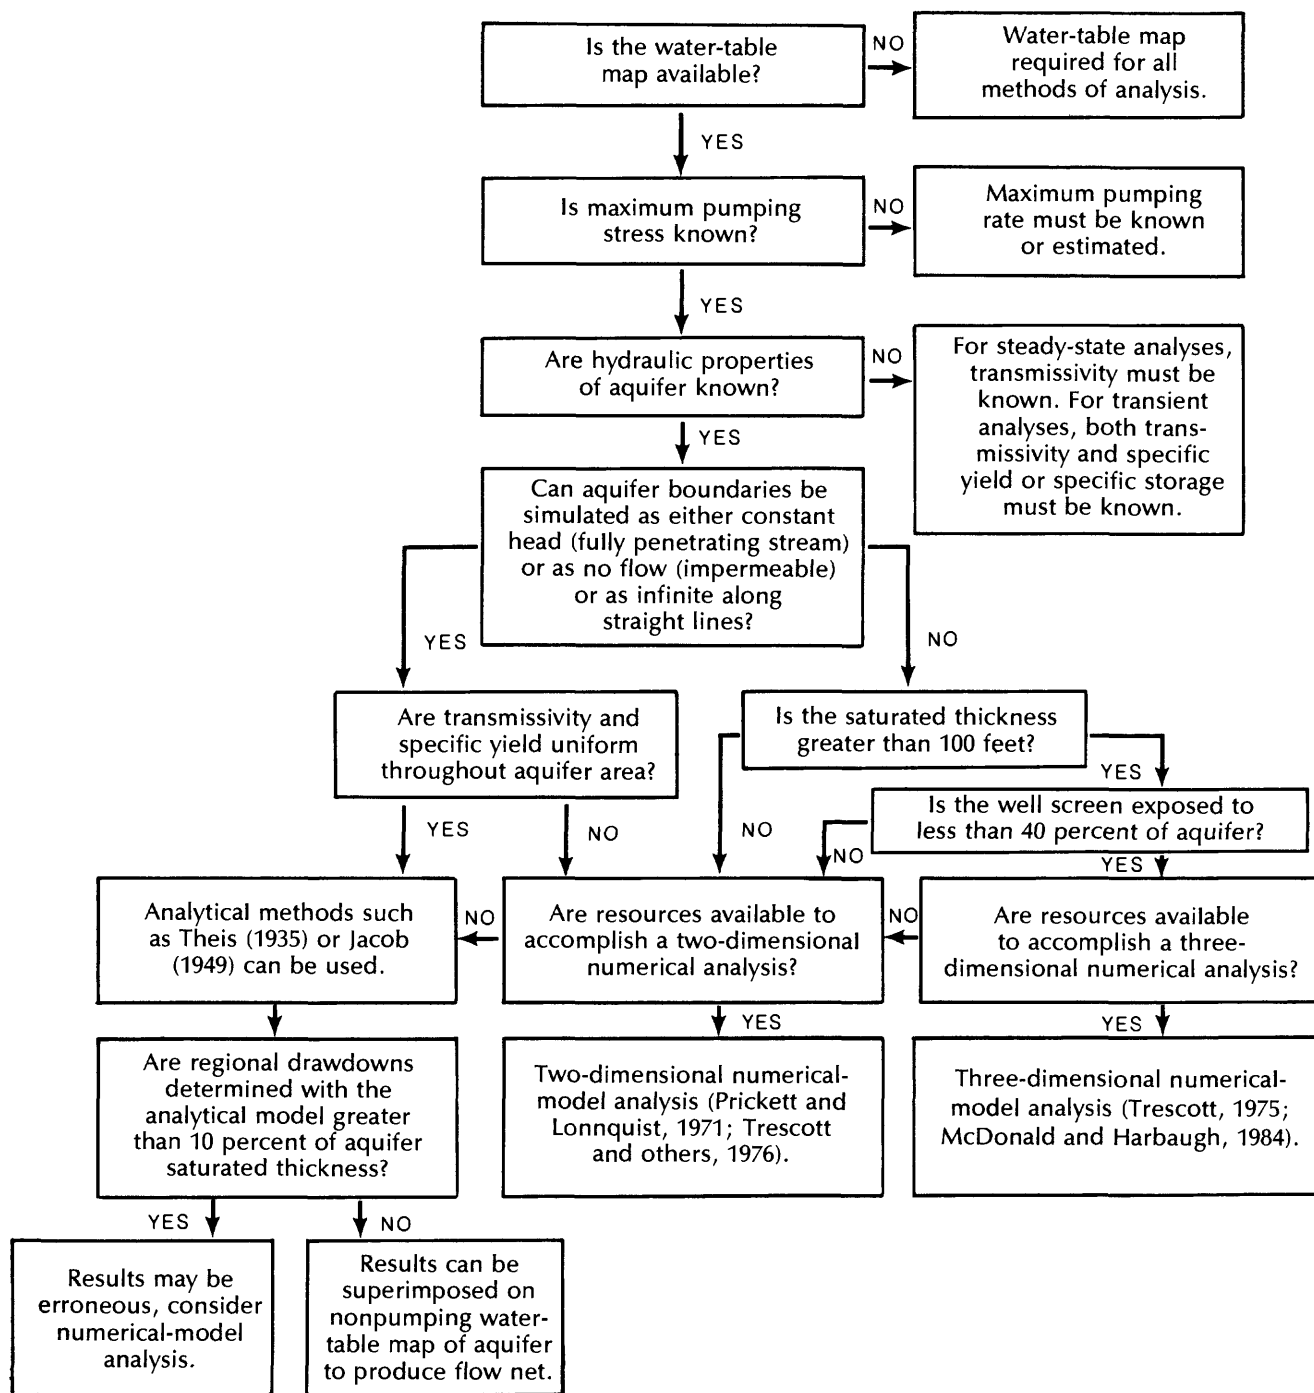 Is the water-table
map available?
NO
Water-table map
required for all
methods of analysis.
YES
Is maximum pumping
stress known?
NO
Maximum pumping
rate must be known
or estimated.
YES
Are hydraulic properties
of aquifer known?
NO
For steady-state analyses,
transmissivity must be
known. For transient
analyses, both trans-
missivity and specific
yield or specific storage
must be known.
YES
Can aquifer boundaries be
simulated as either constant
head (fully penetrating stream)
or as no flow (impermeable)
or as infinite along
straight lines?
YES
NO
Are transmissivity and
specific yield uniform
throughout aquifer area?
Is the saturated thickness
greater than 100 feet?
YES
Is the well screen exposed to
less than 40 percent of aquifer?
YES
NO
NO
NO
YES
Analytical methods such
as Theis (1935) or Jacob
(1949) can be used.
NO
Are resources available to
accomplish a two-dimensional
numerical analysis?
NO
Are resources available
to accomplish a three-
dimensional numerical analysis?
YES
YES
Are regional drawdowns
determined with the
analytical model greater
than 10 percent of aquifer
saturated thickness?
Two-dimensional numerical-
model analysis (Prickett and
Lonnquist, 1971; Trescott
and others, 1976).
Three-dimensional numerical-
model analysis (Trescott, 1975;
McDonald and Harbaugh, 1984).
YES
NO
Results may be
erroneous, consider
numerical-model
analysis.
Results can be
superimposed on
nonpumping water-
table map of aquifer
to produce flow net.